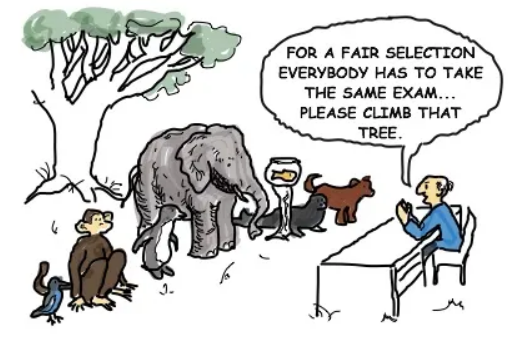 FOR A FAIR SELECTION
EVERYBODY HAS TO TAKE
THE SAME EXAM...
PLEASE CLIMB THAT
TREE.